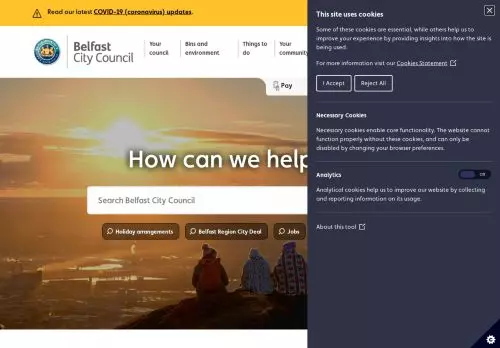 Read our latest COVID-19 (coronavirus) updates.
Belfast
City Council
Your
council
Bins and
environment
Things to
do
Your
community
Pay
How can we help
Search Belfast City Council
Holiday arrangements
Belfast Region City Deal
Jobs
This site uses cookies
Some of these cookies are essential, while others help us to
improve your experience by providing insights into how the site is
being used.
For more information visit our Cookies Statement
I Accept
Reject All
Necessary Cookies
Necessary cookies enable core functionality. The website cannot
function properly without these cookies, and can only be
disabled by changing your browser preferences.
Analytics
Off
Analytical cookies help us to improve our website by collecting
and reporting information on its usage.
About this tool